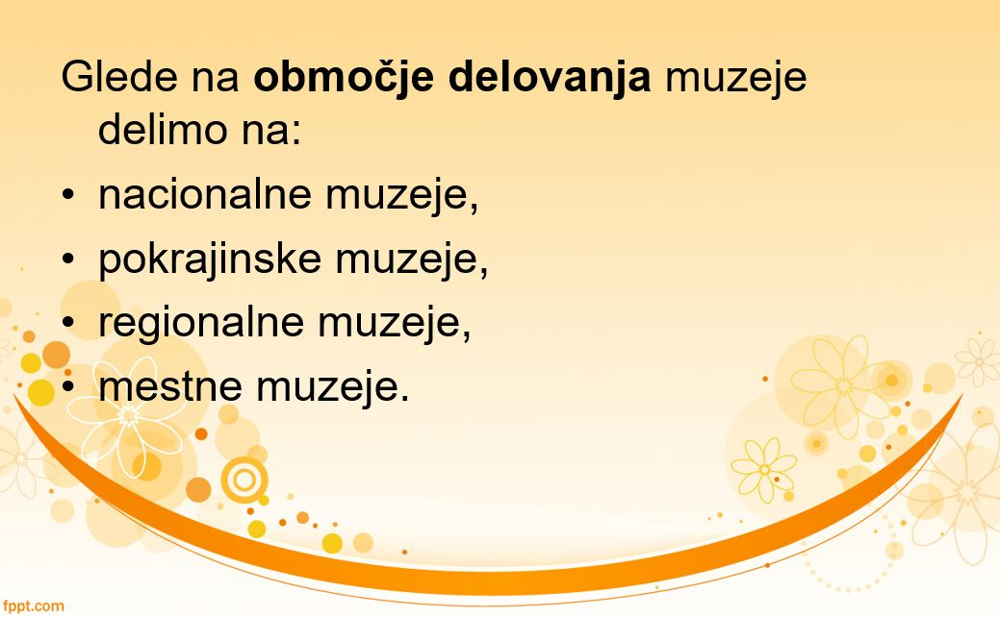 Glede na območje delovanja muzeje
delimo na:
• nacionalne muzeje,
• pokrajinske muzeje,
• regionalne muzeje,
• mestne muzeje.
fppt.com